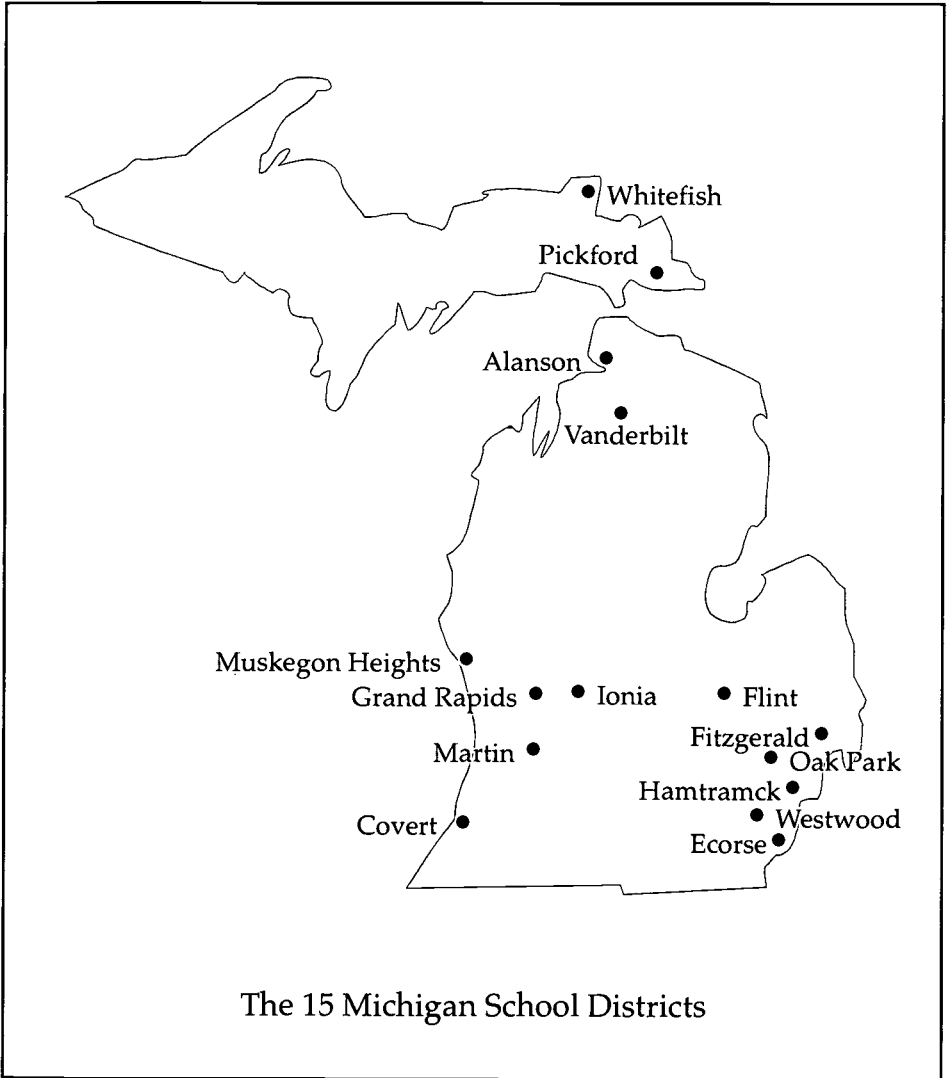 Whitefish
Pickford
Alanson
Vanderbilt
Muskegon Heights
Grand Rapids
Ionia
Flint
Fitzgerald
Martin
Oak Park
Hamtramck
Covert
Westwood
Ecorse
The 15 Michigan School Districts